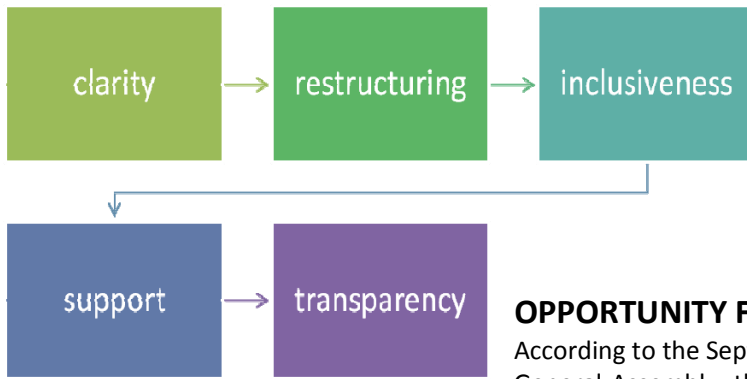 clarity
restructuring
inclusiveness
support
transparency
OPPORTUNITY
According to the Sep